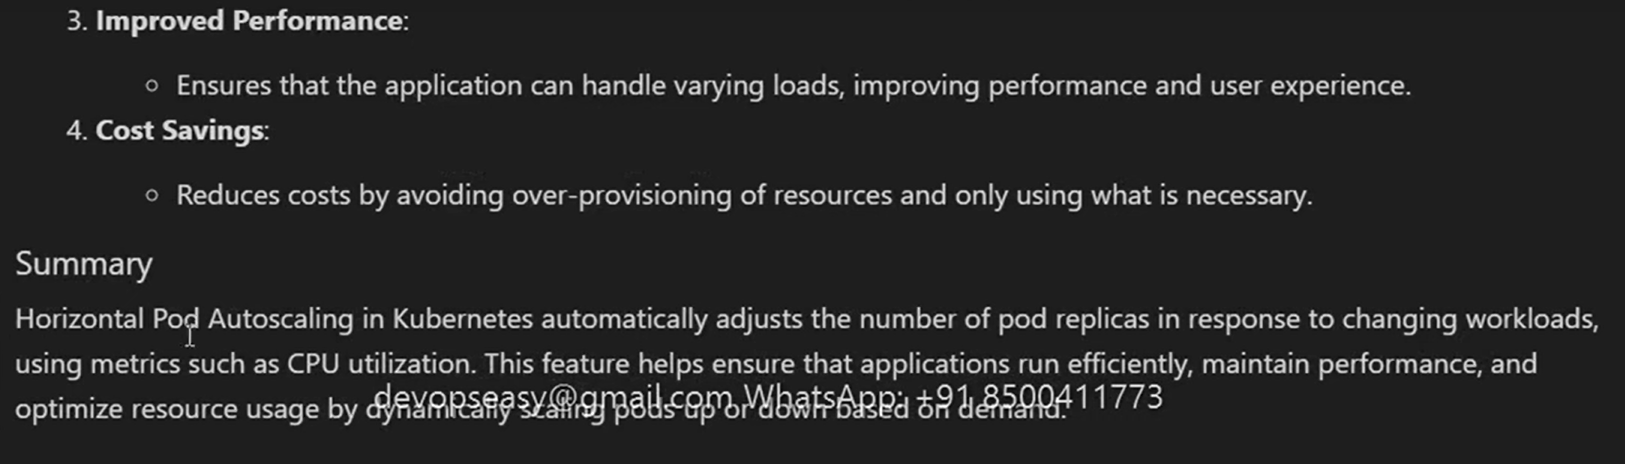 3. Improved Performance:
○ Ensures that the application can handle varying loads, improving performance and user experience.
4. Cost Savings:
○ Reduces costs by avoiding over-provisioning of resources and only using what is necessary.
Summary
Horizontal Pod Autoscaling in Kubernetes automatically adjusts the number of pod replicas in response to changing workloads,
using metrics such as CPU utilization. This feature helps ensure that applications run efficiently, maintain performance, and
devopseasy@gmail.com WhatsApp: +91 8500411773
optimize resource usage by dynamically scaling pods up or down based on demand.